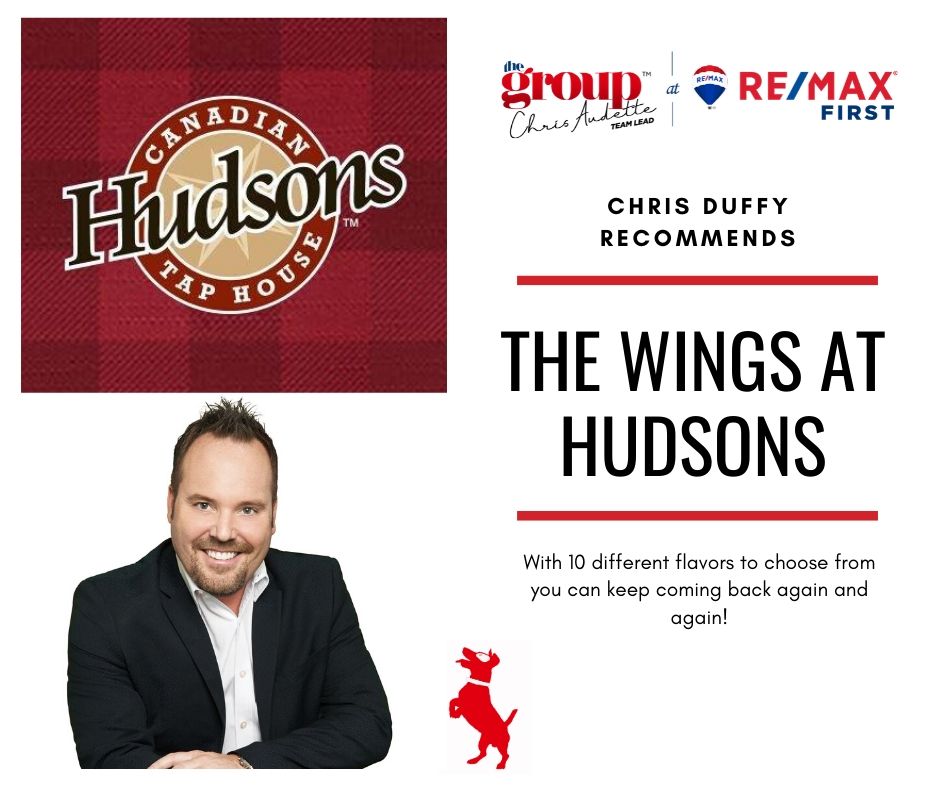 CANADIAN
Hudsons
TM
TAP HOUSE
the
group TM
Chris Audette
TEAM LEAD
at
RE/MAX
RE/MAX®
FIRST
CHRIS DUFFY
RECOMMENDS
THE WINGS AT
HUDSONS
With 10 different flavors to choose from
you can keep coming back again and
again!